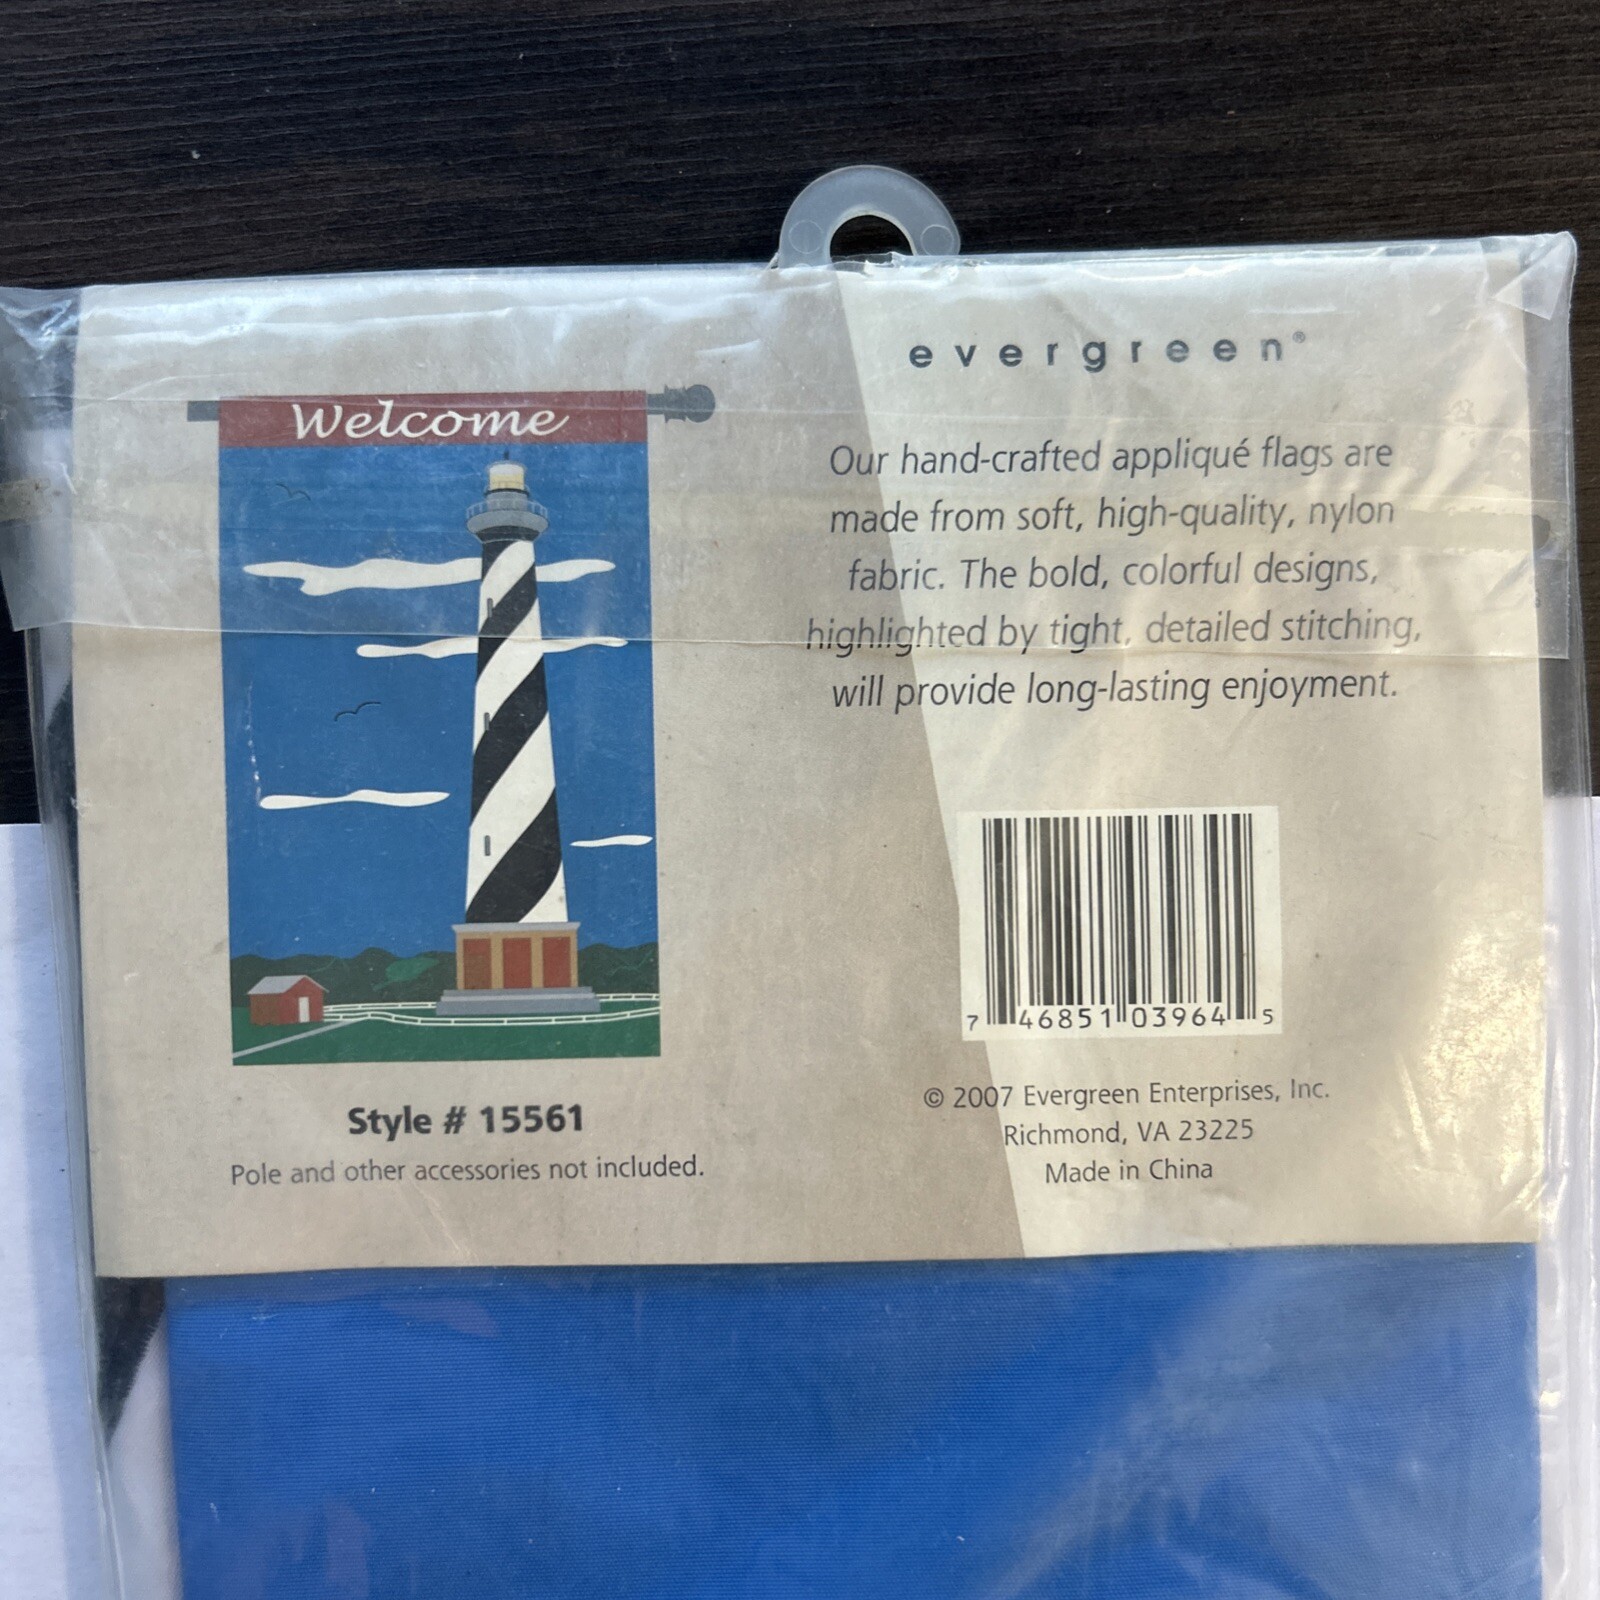 Welcome
Style # 15561
Pole and other accessories not included.
evergreen®
Our hand-crafted appliqué flags are
made from soft, high-quality, nylon
fabric. The bold, colorful designs,
highlighted by tight, detailed stitching,
will provide long-lasting enjoyment.
7 46851 03964 5
© 2007 Evergreen Enterprises, Inc.
Richmond, VA 23225
Made in China